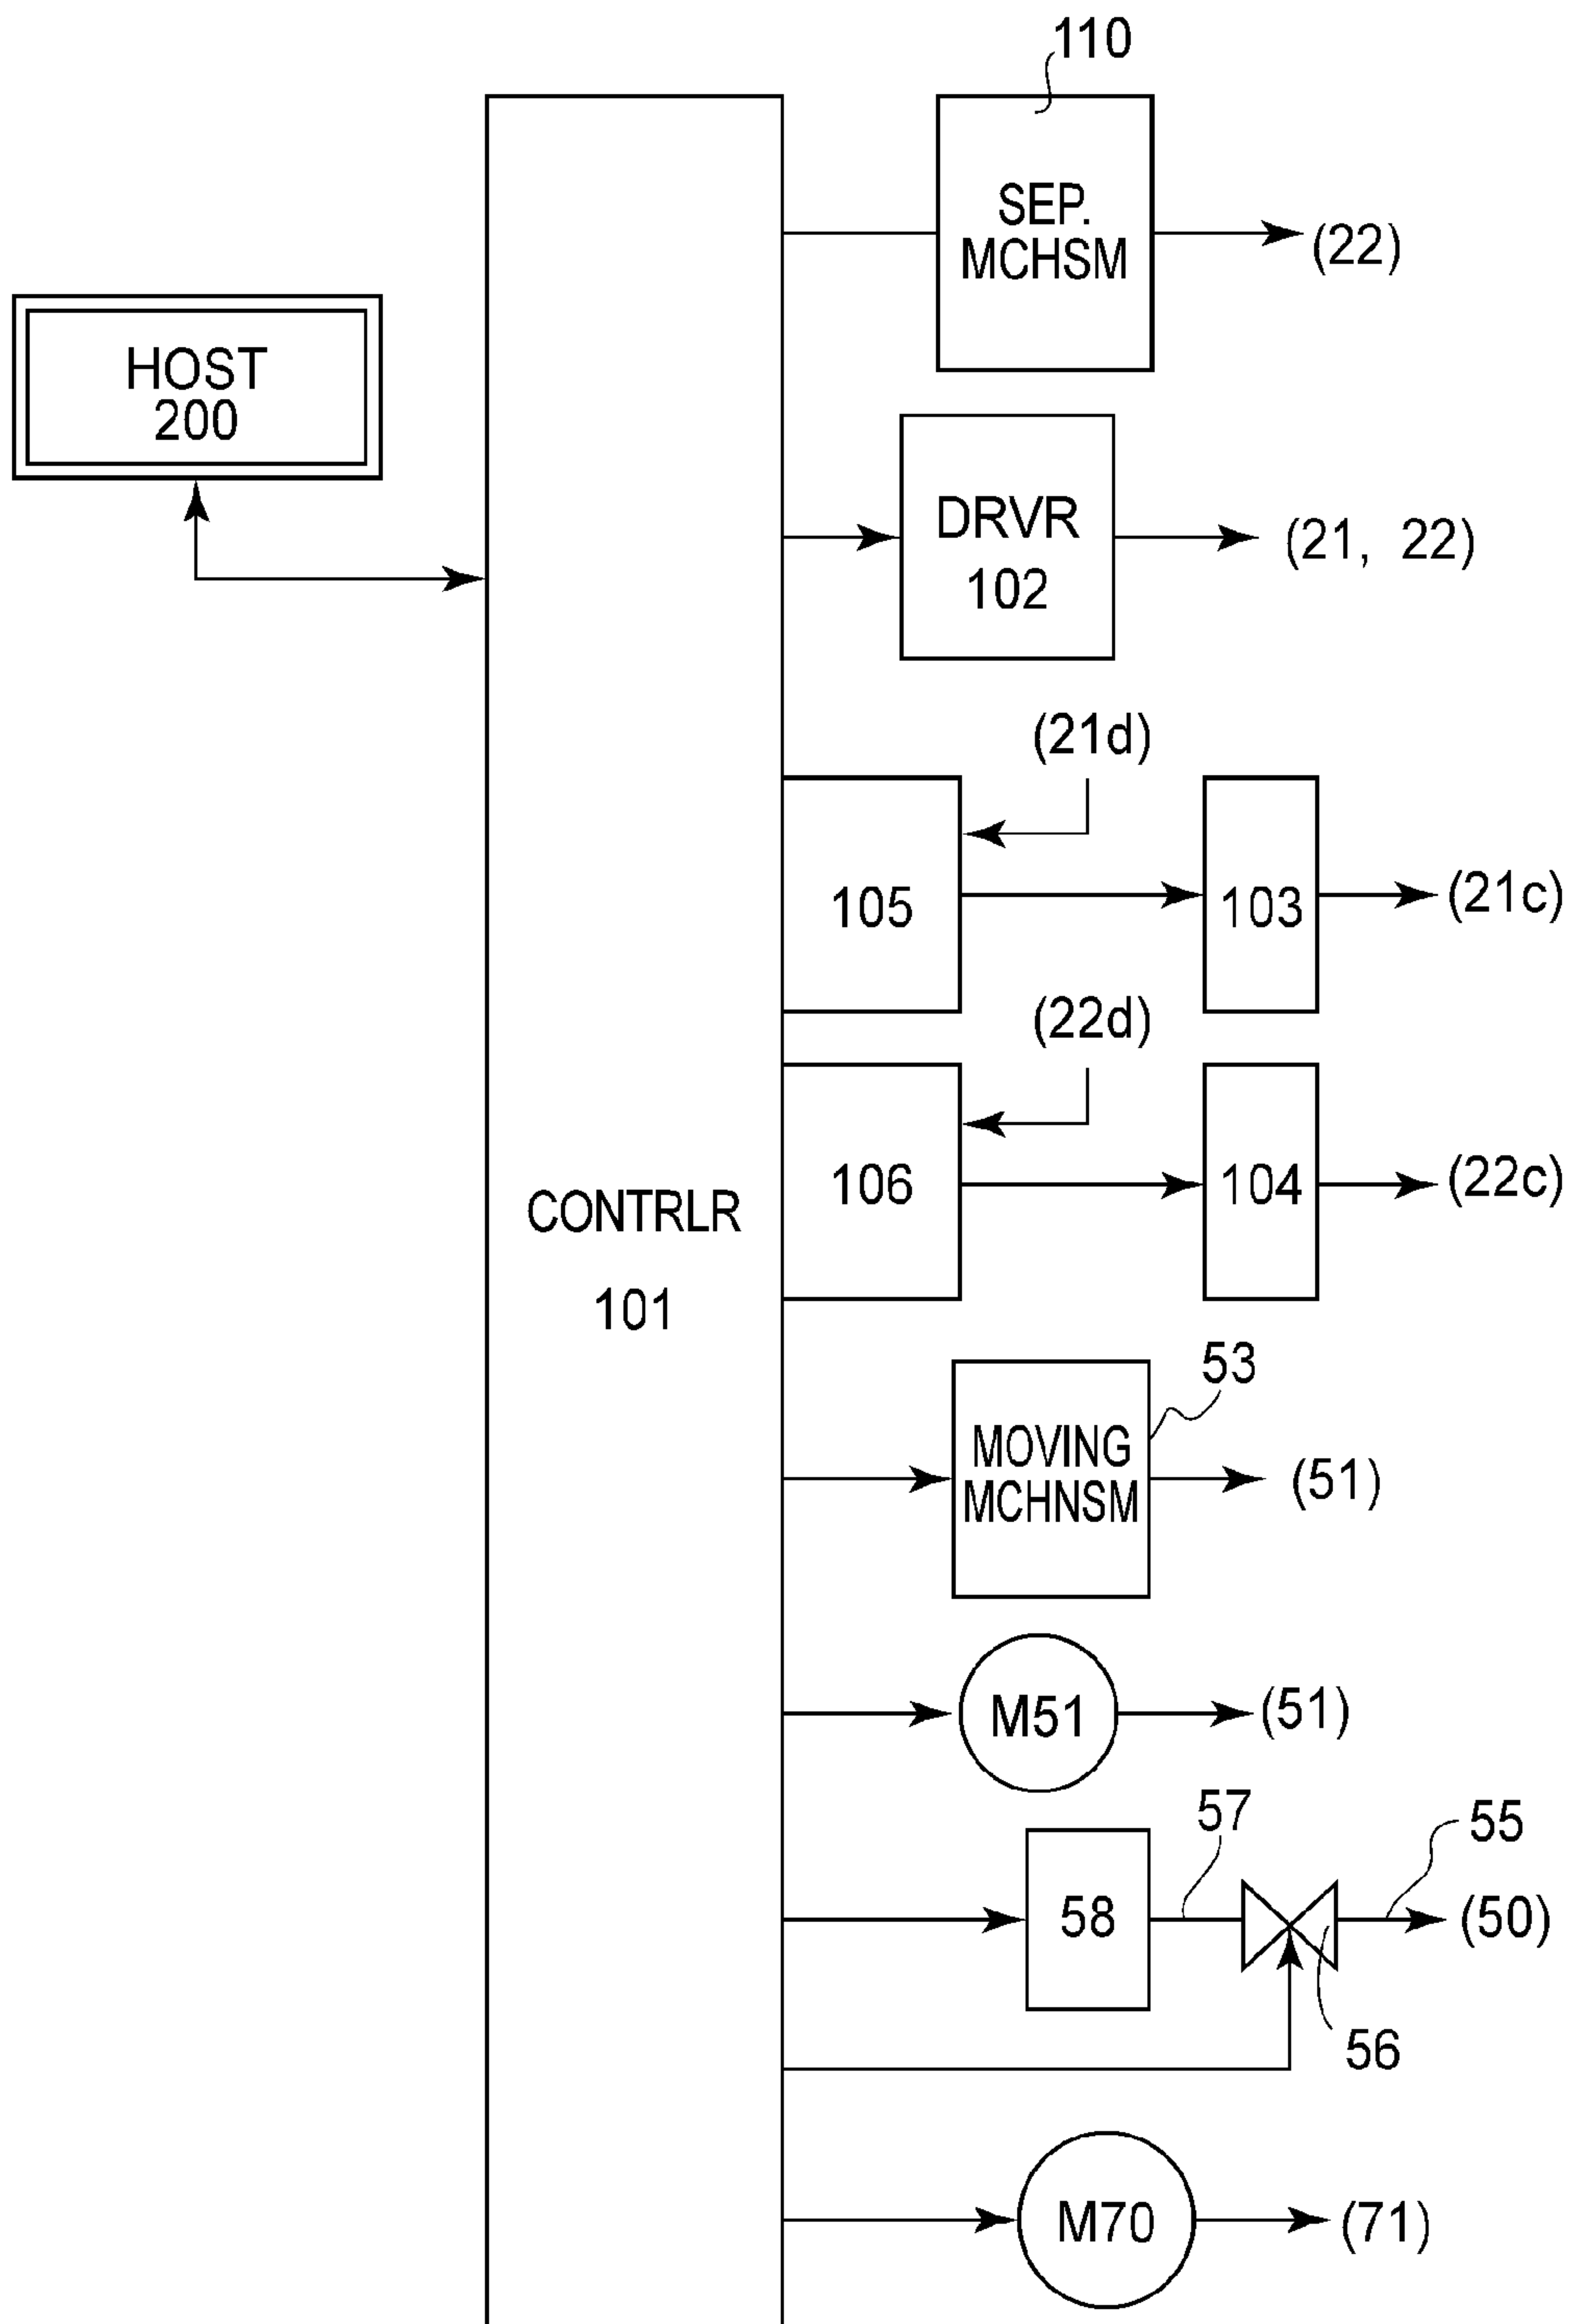 110
SEP.
MCHSM
(22)
HOST
200
DRVR
102
(21, 22)
(21d)
105
103
(21c)
(22d)
106
104
(22c)
CONTRLR
101
53
MOVING
MCHNSM
(51)
M51
(51)
57
55
58
(50)
56
M70
(71)